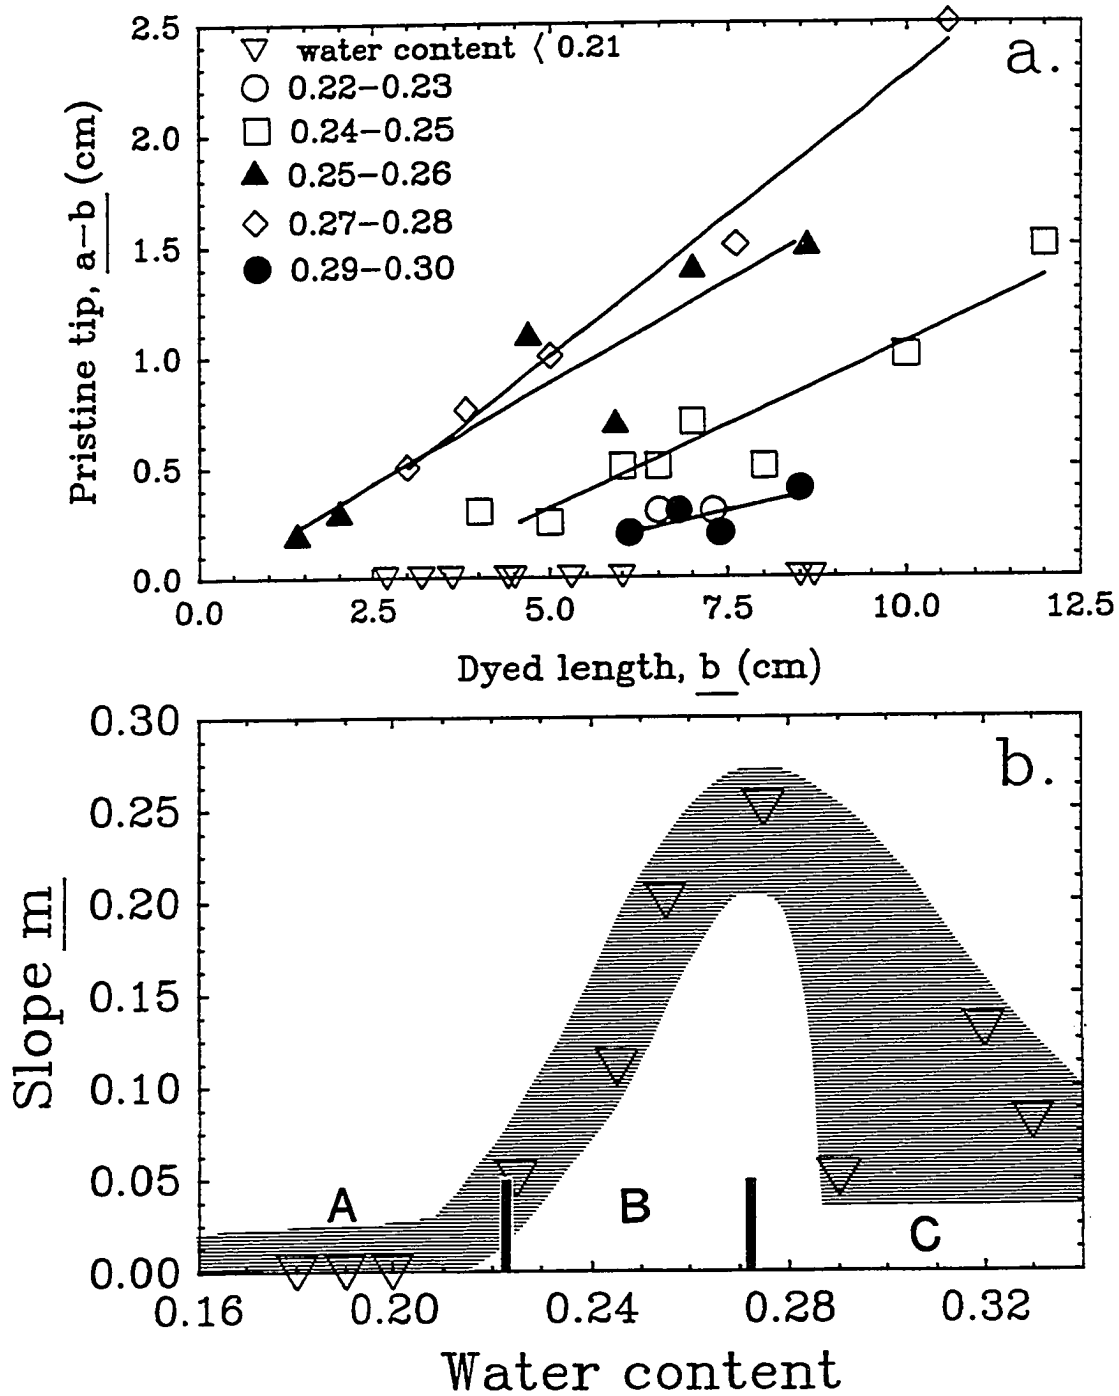 a.
2.5
2.0
1.5
1.0
0.5
0.0
Pristine tip, a-b (cm)
water content < 0.21
0.22-0.23
0.24-0.25
0.25-0.26
0.27-0.28
0.29-0.30
0.0 2.5 5.0 7.5 10.0 12.5
Dyed length, b (cm)
b.
0.30
0.25
0.20
0.15
0.10
0.05
0.00
Slope m
A B C
0.16 0.20 0.24 0.28 0.32
Water content